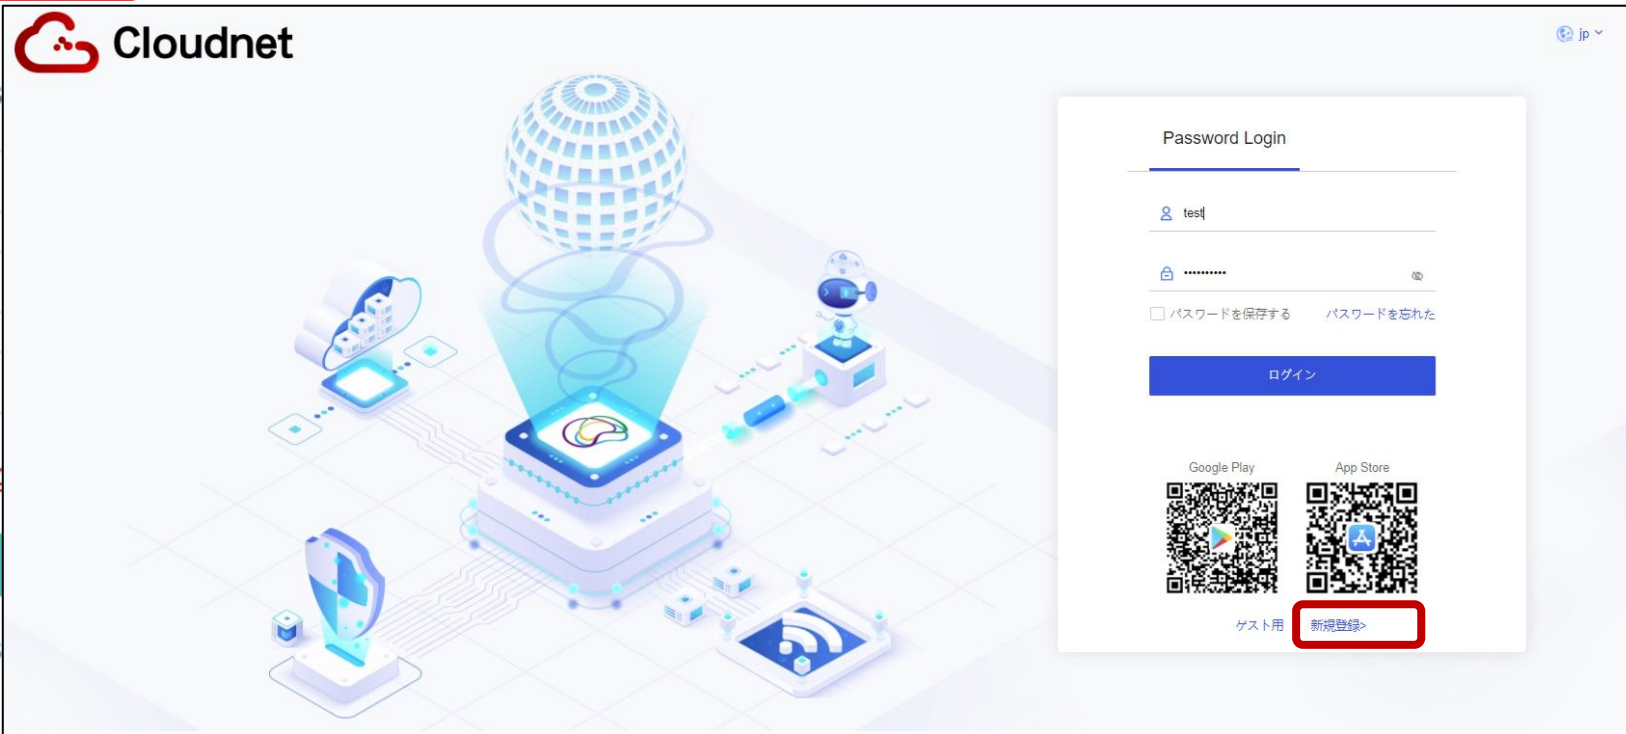 Cloudnet
jp
Password Login
test
••••••••••
パスワードを保存する パスワードを忘れた
ログイン
Google Play App Store
ゲスト用 新規登録>